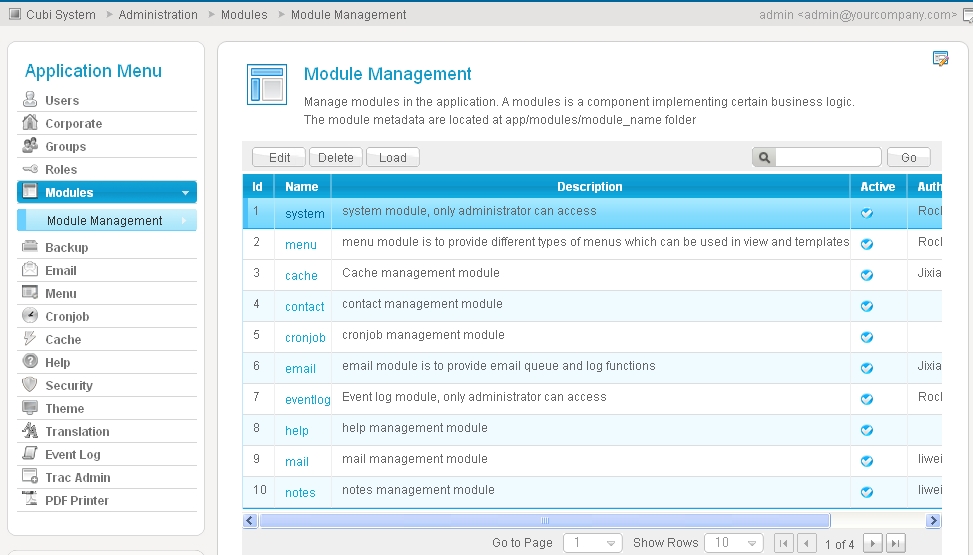 Cubi System Administration Modules Module Management admin <admin@yourcompany.com>
Application Menu
Users
Corporate
Groups
Roles
Modules
Module Management
Backup
Email
Menu
Cronjob
Cache
Help
Security
Theme
Translation
Event Log
Trac Admin
PDF Printer
Module Management
Manage modules in the application. A modules is a component implementing certain business logic.
The module metadata are located at app/modules/module_name folder
Edit Delete Load Go
Id Name Description Active Auth
1 system system module, only administrator can access Rocl
2 menu menu module is to provide different types of menus which can be used in view and templates Rocl
3 cache Cache management module Jixia
4 contact contact management module
5 cronjob cronjob management module
6 email email module is to provide email queue and log functions Jixia
7 eventlog Event log module, only administrator can access Rocl
8 help help management module
9 mail mail management module liwei
10 notes notes management module liwei
Go to Page 1 Show Rows 10 1 of 4